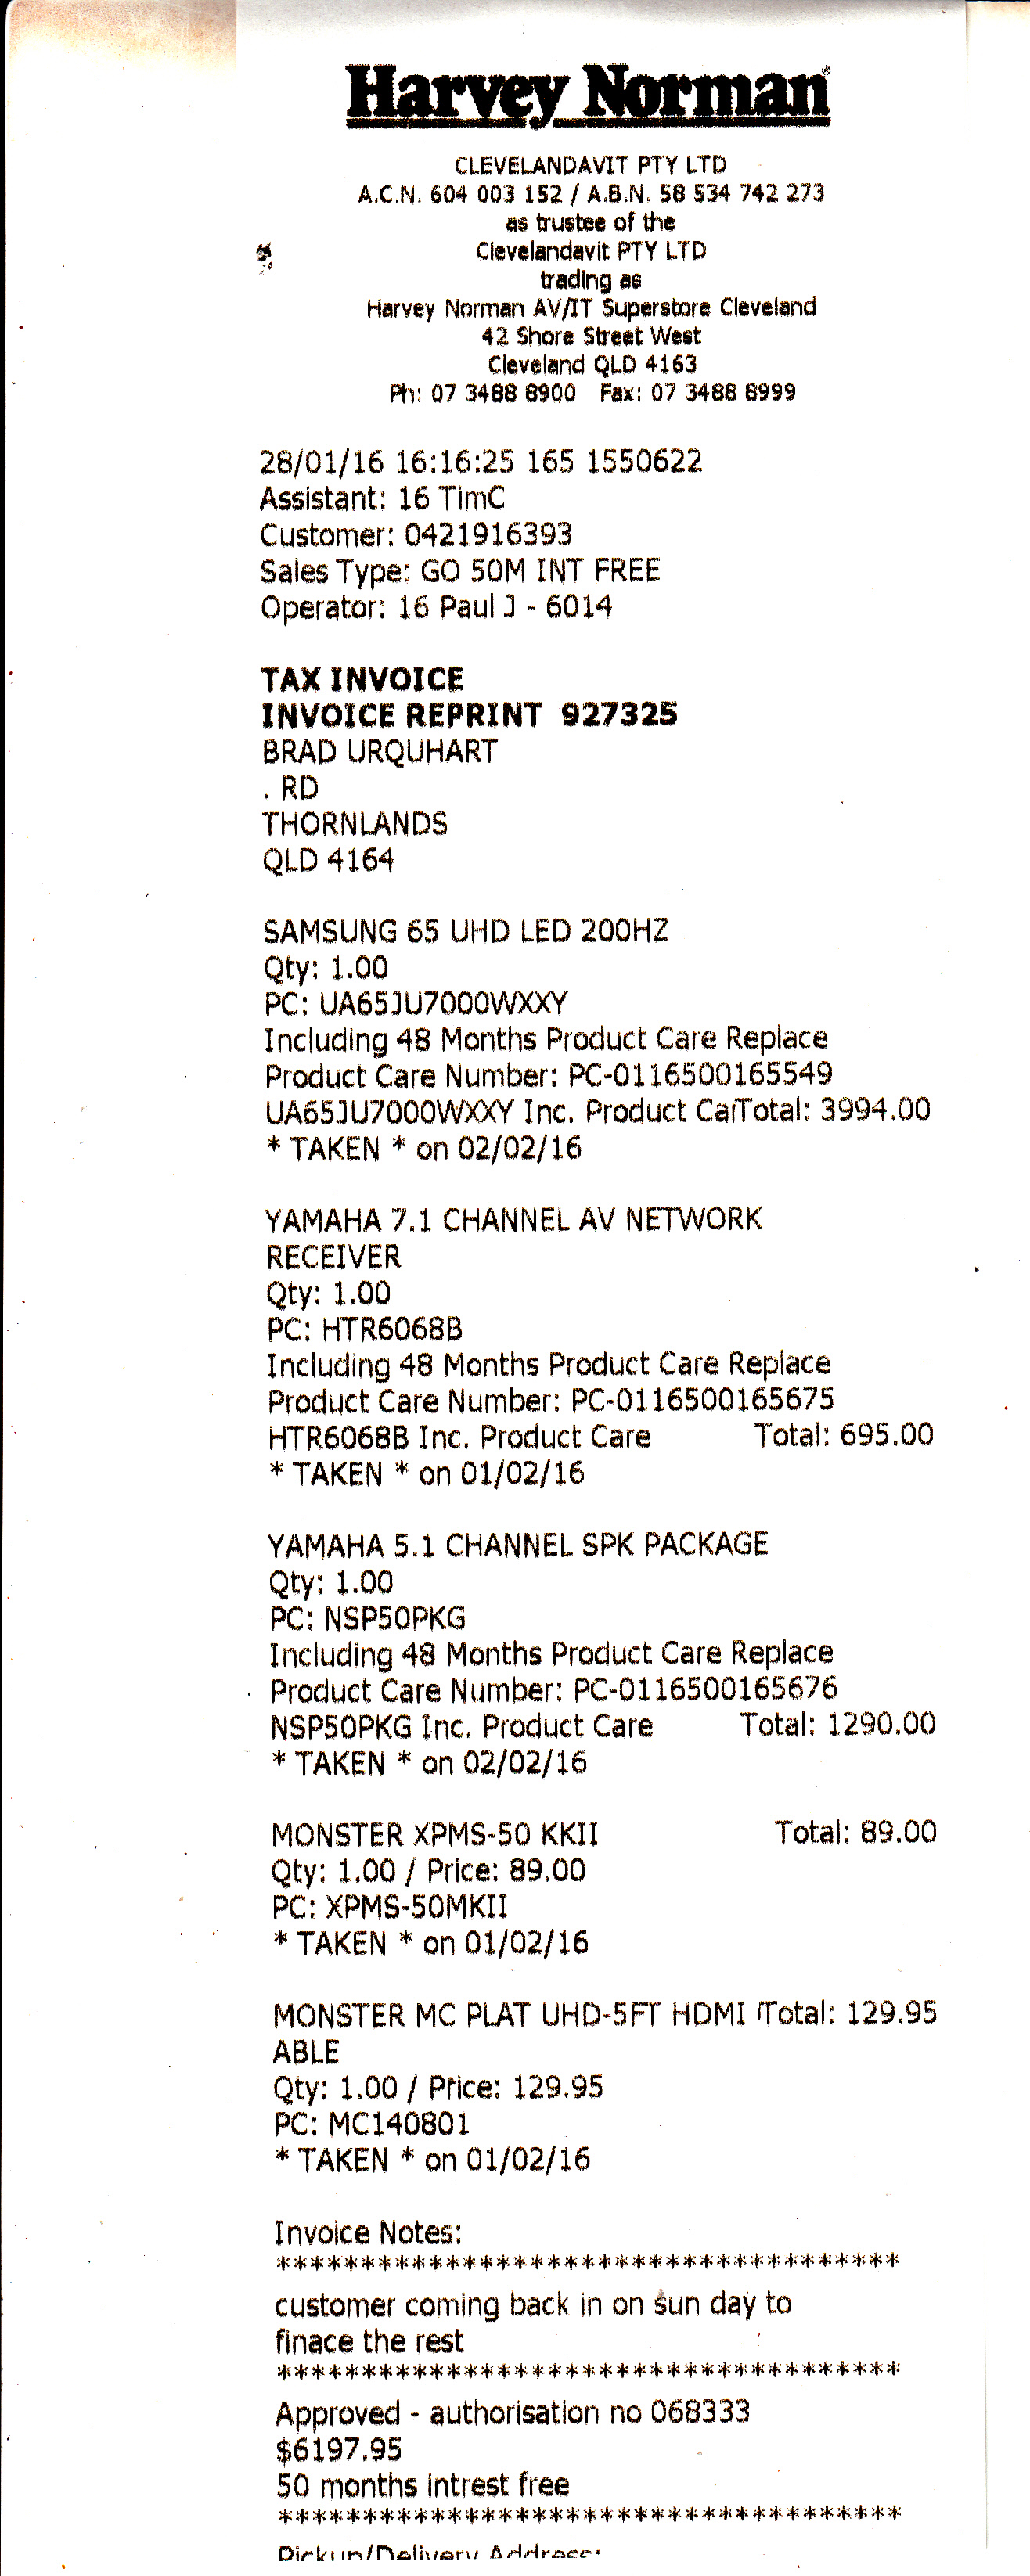 Harvey Norman
CLEVELANDAVIT PTY LTD
A.C.N. 604 003 152 / A.B.N. 58 534 742 273
as trustee of the
Clevelandavit PTY LTD
trading as
Harvey Norman AV/IT Superstore Cleveland
42 Shore Street West
Cleveland QLD 4163
Ph: 07 3488 8900 Fax: 07 3488 8999
28/01/16 16:16:25 165 1550622
Assistant: 16 TimC
Customer: 0421916393
Sales Type: GO 50M INT FREE
Operator: 16 Paul J - 6014
TAX INVOICE
INVOICE REPRINT 927325
BRAD URQUHART
. RD
THORNLANDS
QLD 4164
SAMSUNG 65 UHD LED 200HZ
Qty: 1.00
PC: UA65JU7000WXXY
Including 48 Months Product Care Replace
Product Care Number: PC-0116500165549
UA65JU7000WXXY Inc. Product CarTotal: 3994.00
* TAKEN * on 02/02/16
YAMAHA 7.1 CHANNEL AV NETWORK
RECEIVER
Qty: 1.00
PC: HTR6068B
Including 48 Months Product Care Replace
Product Care Number: PC-0116500165675
HTR6068B Inc. Product Care Total: 695.00
* TAKEN * on 01/02/16
YAMAHA 5.1 CHANNEL SPK PACKAGE
Qty: 1.00
PC: NSP50PKG
Including 48 Months Product Care Replace
Product Care Number: PC-0116500165676
NSP50PKG Inc. Product Care Total: 1290.00
* TAKEN * on 02/02/16
MONSTER XPMS-50 KKII Total: 89.00
Qty: 1.00 / Price: 89.00
PC: XPMS-50MKII
* TAKEN * on 01/02/16
MONSTER MC PLAT UHD-5FT HDMI Total: 129.95
ABLE
Qty: 1.00 / Price: 129.95
PC: MC140801
* TAKEN * on 01/02/16
Invoice Notes:
************************************
customer coming back in on sun day to
finace the rest
************************************
Approved - authorisation no 068333
$6197.95
50 months intrest free
************************************
Pickup/Delivery Address: